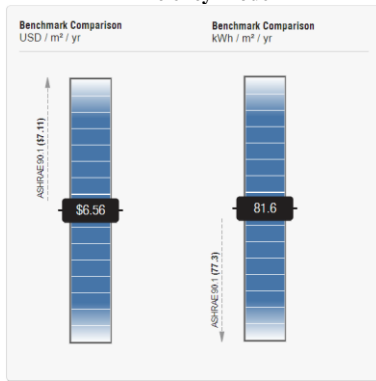 Benchmark Comparison
USD / m² / yr
ASHRAE 90.1 ($7.11)
$6.56
Benchmark Comparison
kWh / m² / yr
81.6
ASHRAE 90.1 (77.3)